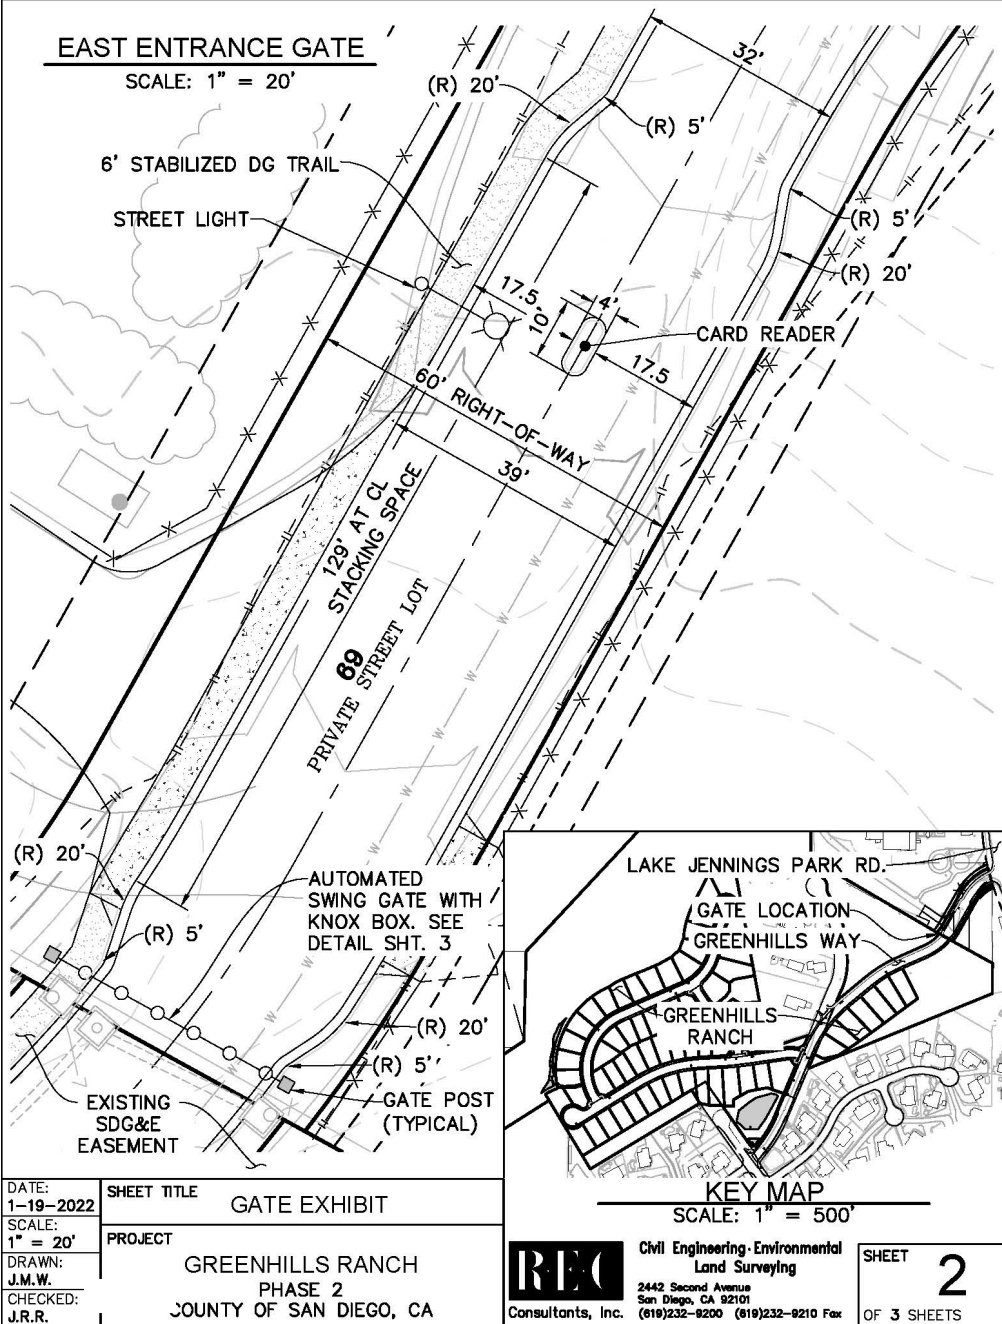 EAST ENTRANCE GATE
SCALE: 1" = 20'
32'
(R) 20'
(R) 5'
6' STABILIZED DG TRAIL
STREET LIGHT
(R) 5'
(R) 20'
17.5
10'
4'
CARD READER
17.5
60' RIGHT-OF-WAY
39'
129' AT CL
STACKING SPACE
69
PRIVATE STREET LOT
(R) 20'
AUTOMATED
SWING GATE WITH
KNOX BOX. SEE
DETAIL SHT. 3
(R) 5'
(R) 20'
(R) 5'
GATE POST
(TYPICAL)
EXISTING
SDG&E
EASEMENT
LAKE JENNINGS PARK RD.
GATE LOCATION
GREENHILLS WAY
GREENHILLS
RANCH
KEY MAP
SCALE: 1" = 500'
DATE:
1-19-2022
SCALE:
1" = 20'
DRAWN:
J.M.W.
CHECKED:
J.R.R.
SHEET TITLE
GATE EXHIBIT
PROJECT
GREENHILLS RANCH
PHASE 2
COUNTY OF SAN DIEGO, CA
REC
Consultants, Inc.
Civil Engineering·Environmental
Land Surveying
2442 Second Avenue
San Diego, CA 92101
(619)232-9200 (619)232-9210 Fax
SHEET
2
OF 3 SHEETS
W
W
W
W
W
W
W
W
W
W
W